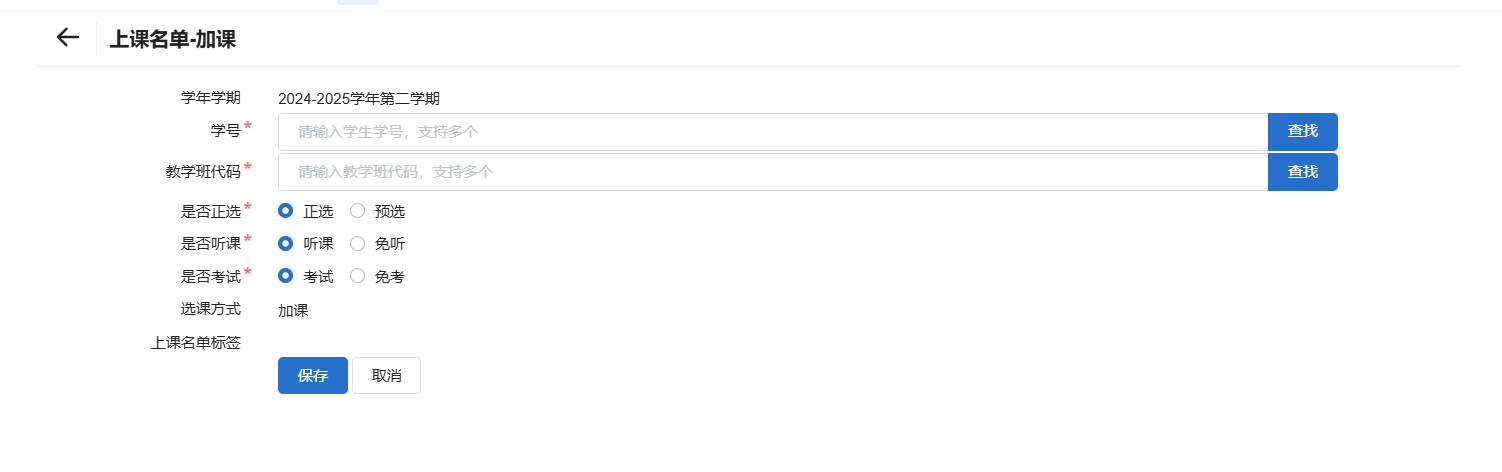 上课名单-加课
学年学期 2024-2025学年第二学期
学号* 请输入学生学号，支持多个 查找
教学班代码* 请输入教学班代码，支持多个 查找
是否正选* 正选 预选
是否听课* 听课 免听
是否考试* 考试 免考
选课方式 加课
上课名单标签
保存 取消